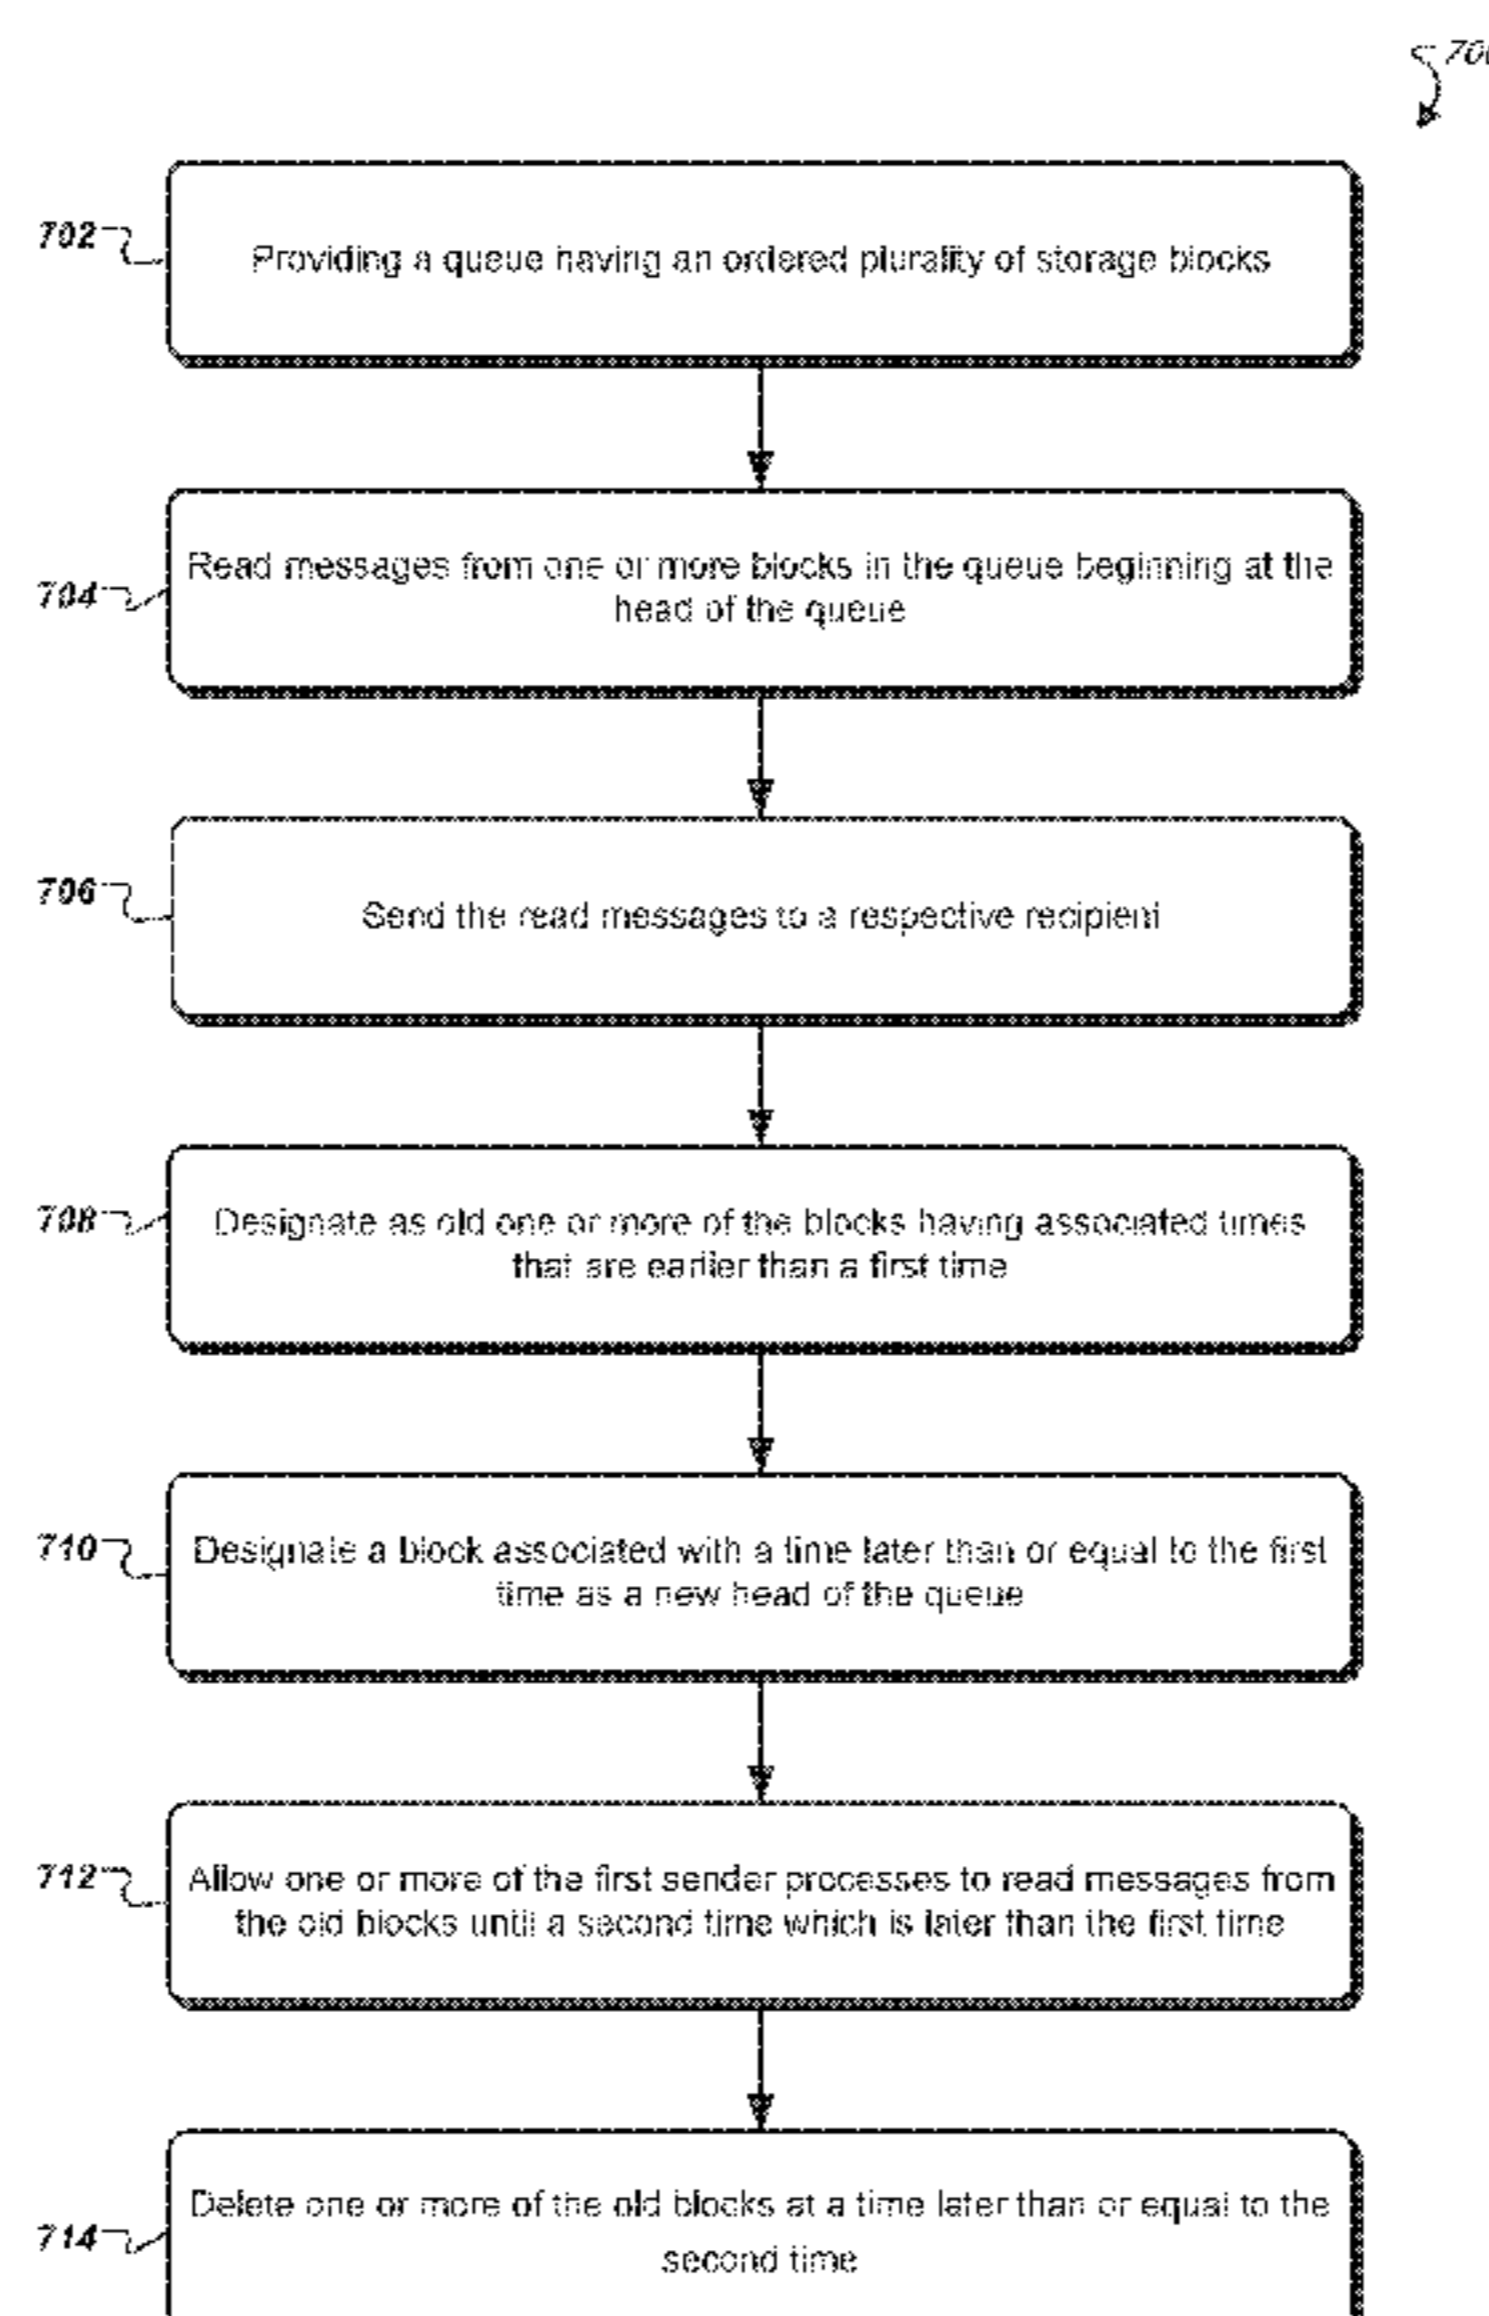 702
Providing a queue having an ordered plurality of storage blocks
704
Read messages from one or more blocks in the queue beginning at the
head of the queue
706
Send the read messages to a respective recipient
708
Designate as old one or more of the blocks having associated times
that are earlier than a first time
710
Designate a block associated with a time later than or equal to the first
time as a new head of the queue
712
Allow one or more of the first sender processes to read messages from
the old blocks until a second time which is later than the first time
714
Delete one or more of the old blocks at a time later than or equal to the
second time